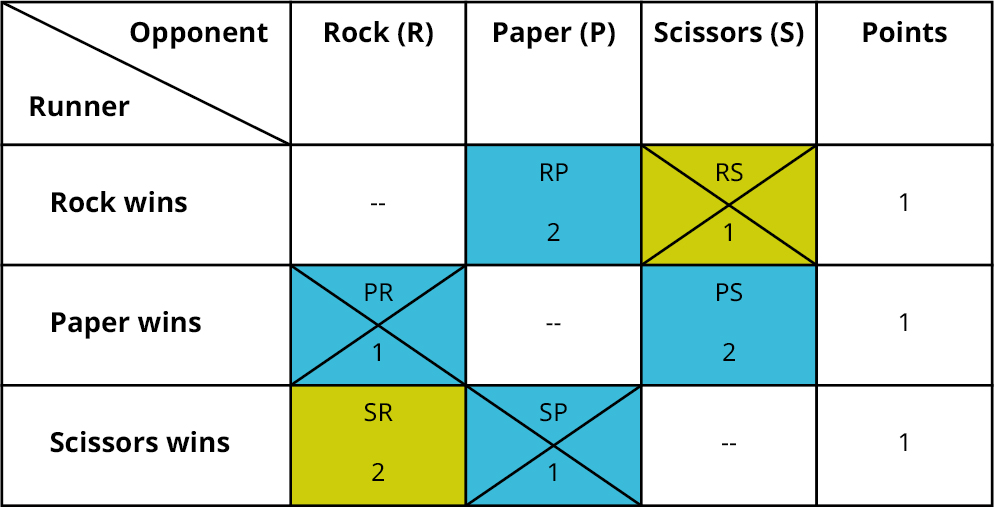 Opponent
Runner
Rock (R)
Paper (P)
Scissors (S)
Points
Rock wins
--
RP
2
RS
1
1
Paper wins
PR
1
--
PS
2
1
Scissors wins
SR
2
SP
1
--
1